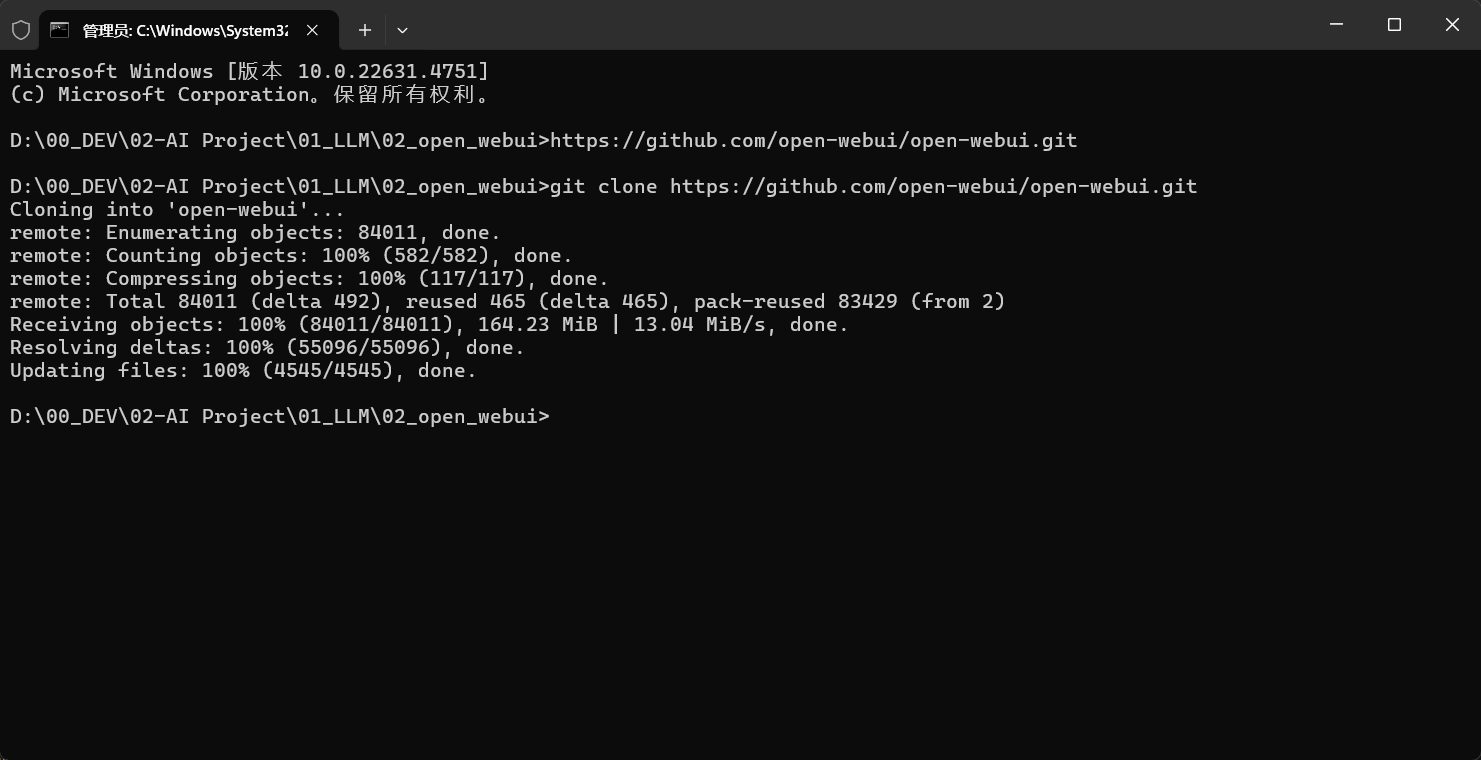 管理员: C:\Windows\System32
Microsoft Windows [版本 10.0.22631.4751]
(c) Microsoft Corporation。保留所有权利。
D:\00_DEV\02-AI Project\01_LLM\02_open_webui>https://github.com/open-webui/open-webui.git
D:\00_DEV\02-AI Project\01_LLM\02_open_webui>git clone https://github.com/open-webui/open-webui.git
Cloning into 'open-webui'...
remote: Enumerating objects: 84011, done.
remote: Counting objects: 100% (582/582), done.
remote: Compressing objects: 100% (117/117), done.
remote: Total 84011 (delta 492), reused 465 (delta 465), pack-reused 83429 (from 2)
Receiving objects: 100% (84011/84011), 164.23 MiB | 13.04 MiB/s, done.
Resolving deltas: 100% (55096/55096), done.
Updating files: 100% (4545/4545), done.
D:\00_DEV\02-AI Project\01_LLM\02_open_webui>